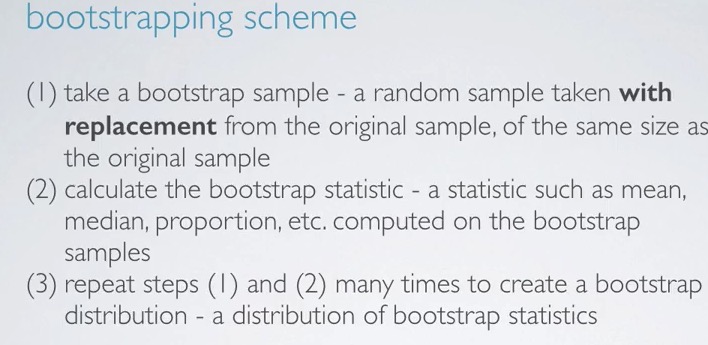 bootstrapping scheme
(1) take a bootstrap sample - a random sample taken with
replacement from the original sample, of the same size as
the original sample
(2) calculate the bootstrap statistic - a statistic such as mean,
median, proportion, etc. computed on the bootstrap
samples
(3) repeat steps (1) and (2) many times to create a bootstrap
distribution - a distribution of bootstrap statistics